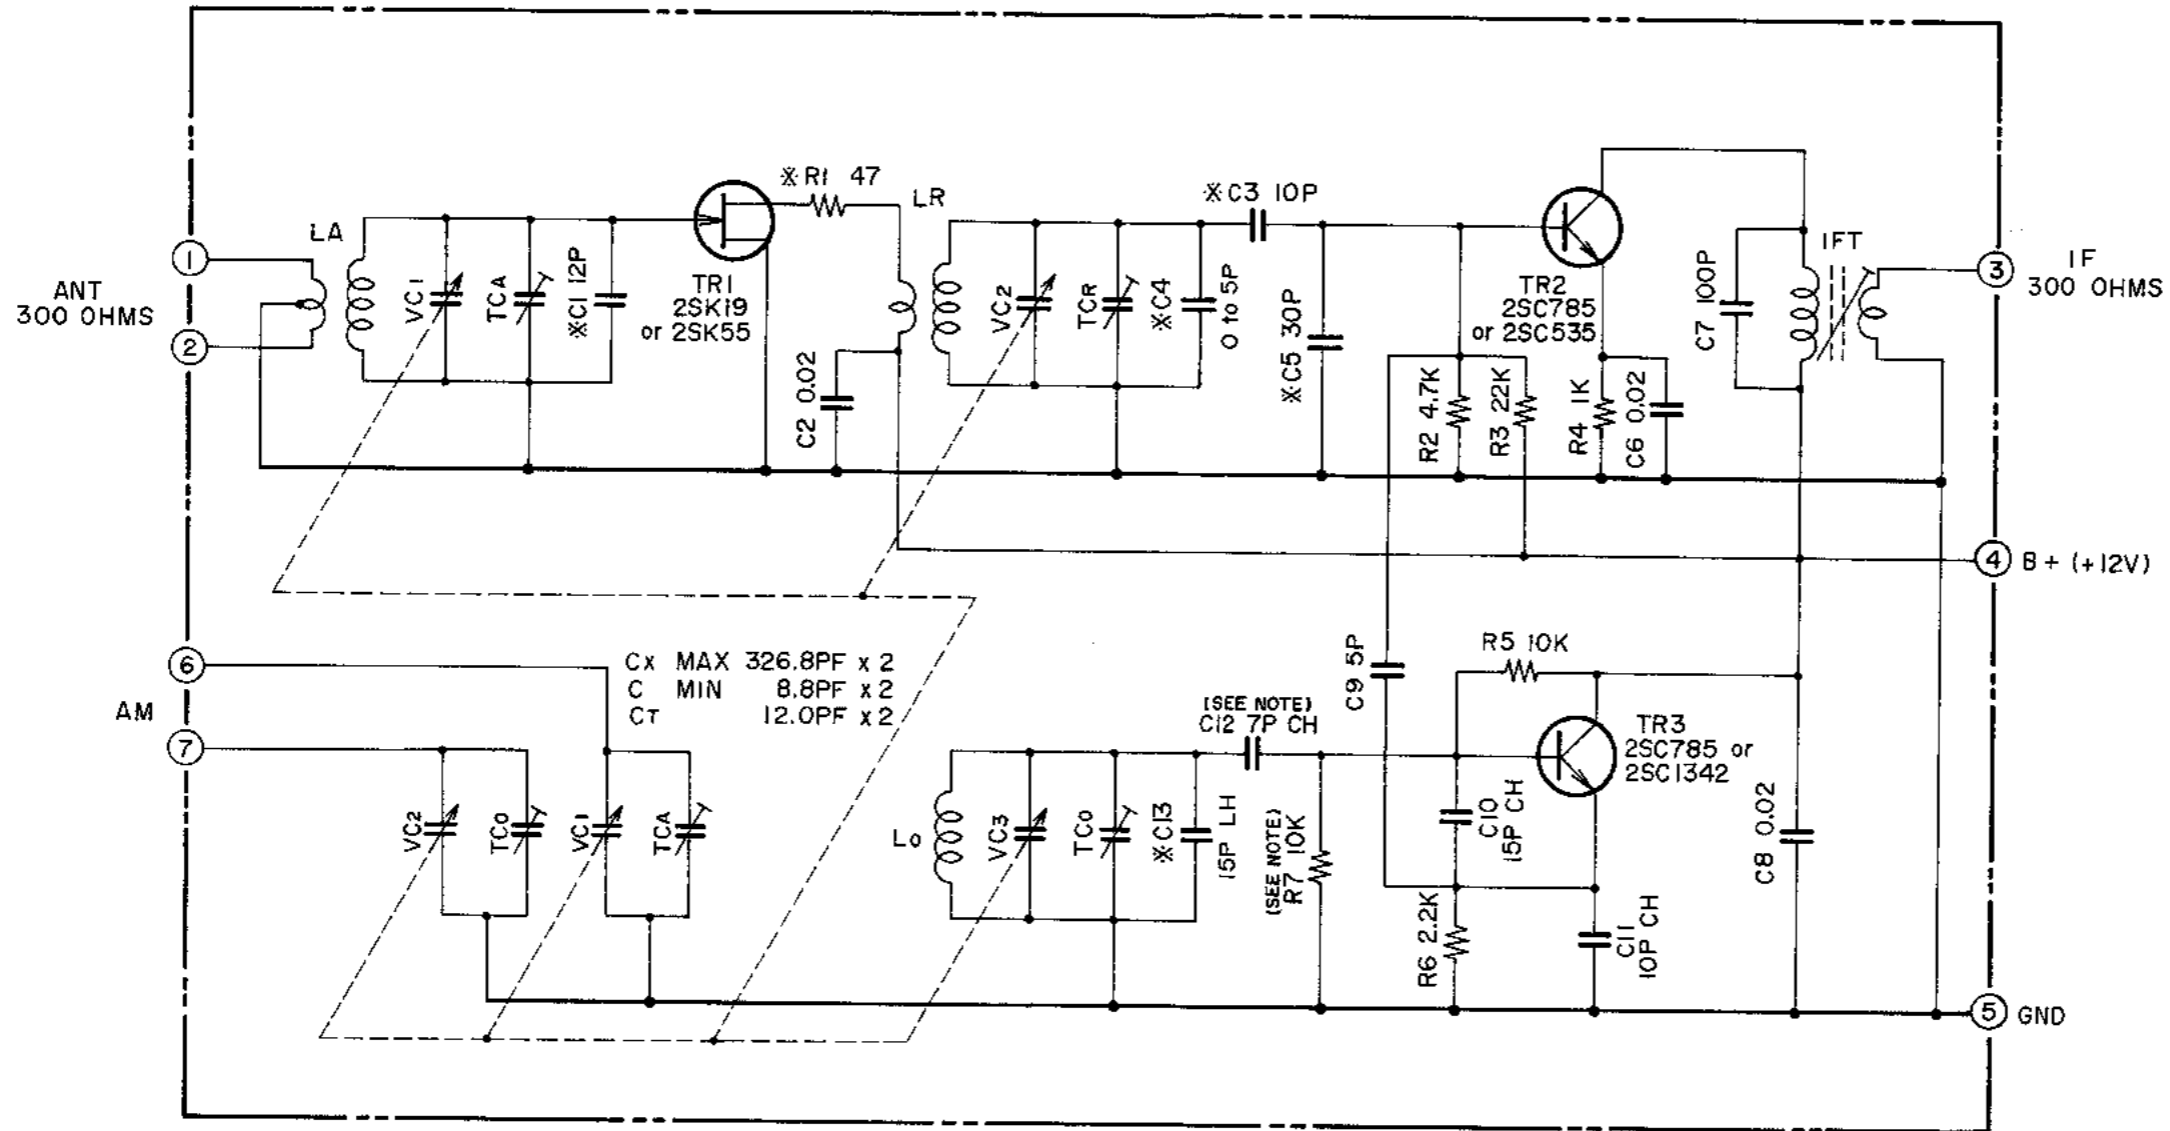 ANT
300 OHMS
1
2
LA
VC1
TCA
※C1 12P
TR1
2SK19
or 2SK55
※R1 47
LR
C2 0.02
VC2
TCR
※C4
0 to 5P
※C3 10P
※C5 30P
TR2
2SC785
or 2SC535
R2 4.7K
R3 22K
R4 1K
C6 0.02
C7 100P
IFT
3
IF
300 OHMS
4
B+ (+12V)
6
AM
7
CX MAX 326.8PF x 2
C MIN 8.8PF x 2
CT 12.0PF x 2
VC2
TCO
VC1
TCA
LO
VC3
TCO
※C13
15P LH
(SEE NOTE)
C12 7P CH
(SEE NOTE)
R7 10K
C9 5P
R5 10K
C10
15P CH
R6 2.2K
TR3
2SC785 or
2SC1342
C11
10P CH
C8 0.02
5
GND